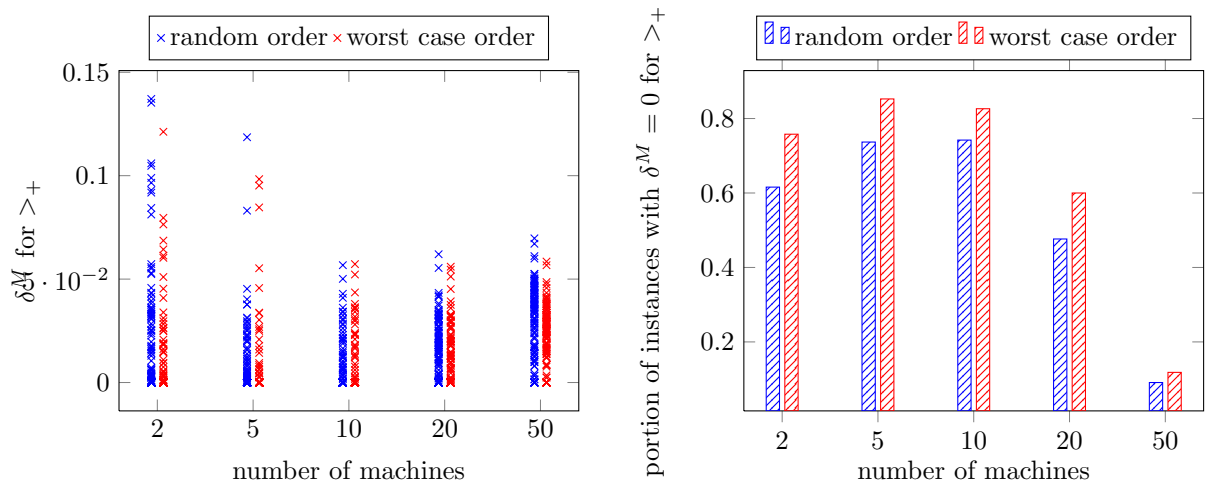 random order worst case order
0.15
0.1
· 10⁻²
0
δᴹ for >₊
2 5 10 20 50
number of machines
random order worst case order
0.8
0.6
0.4
0.2
portion of instances with δᴹ = 0 for >₊
2 5 10 20 50
number of machines